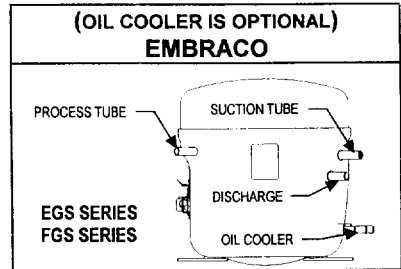 (OIL COOLER IS OPTIONAL)
EMBRACO
PROCESS TUBE
SUCTION TUBE
DISCHARGE
EGS SERIES
FGS SERIES
OIL COOLER